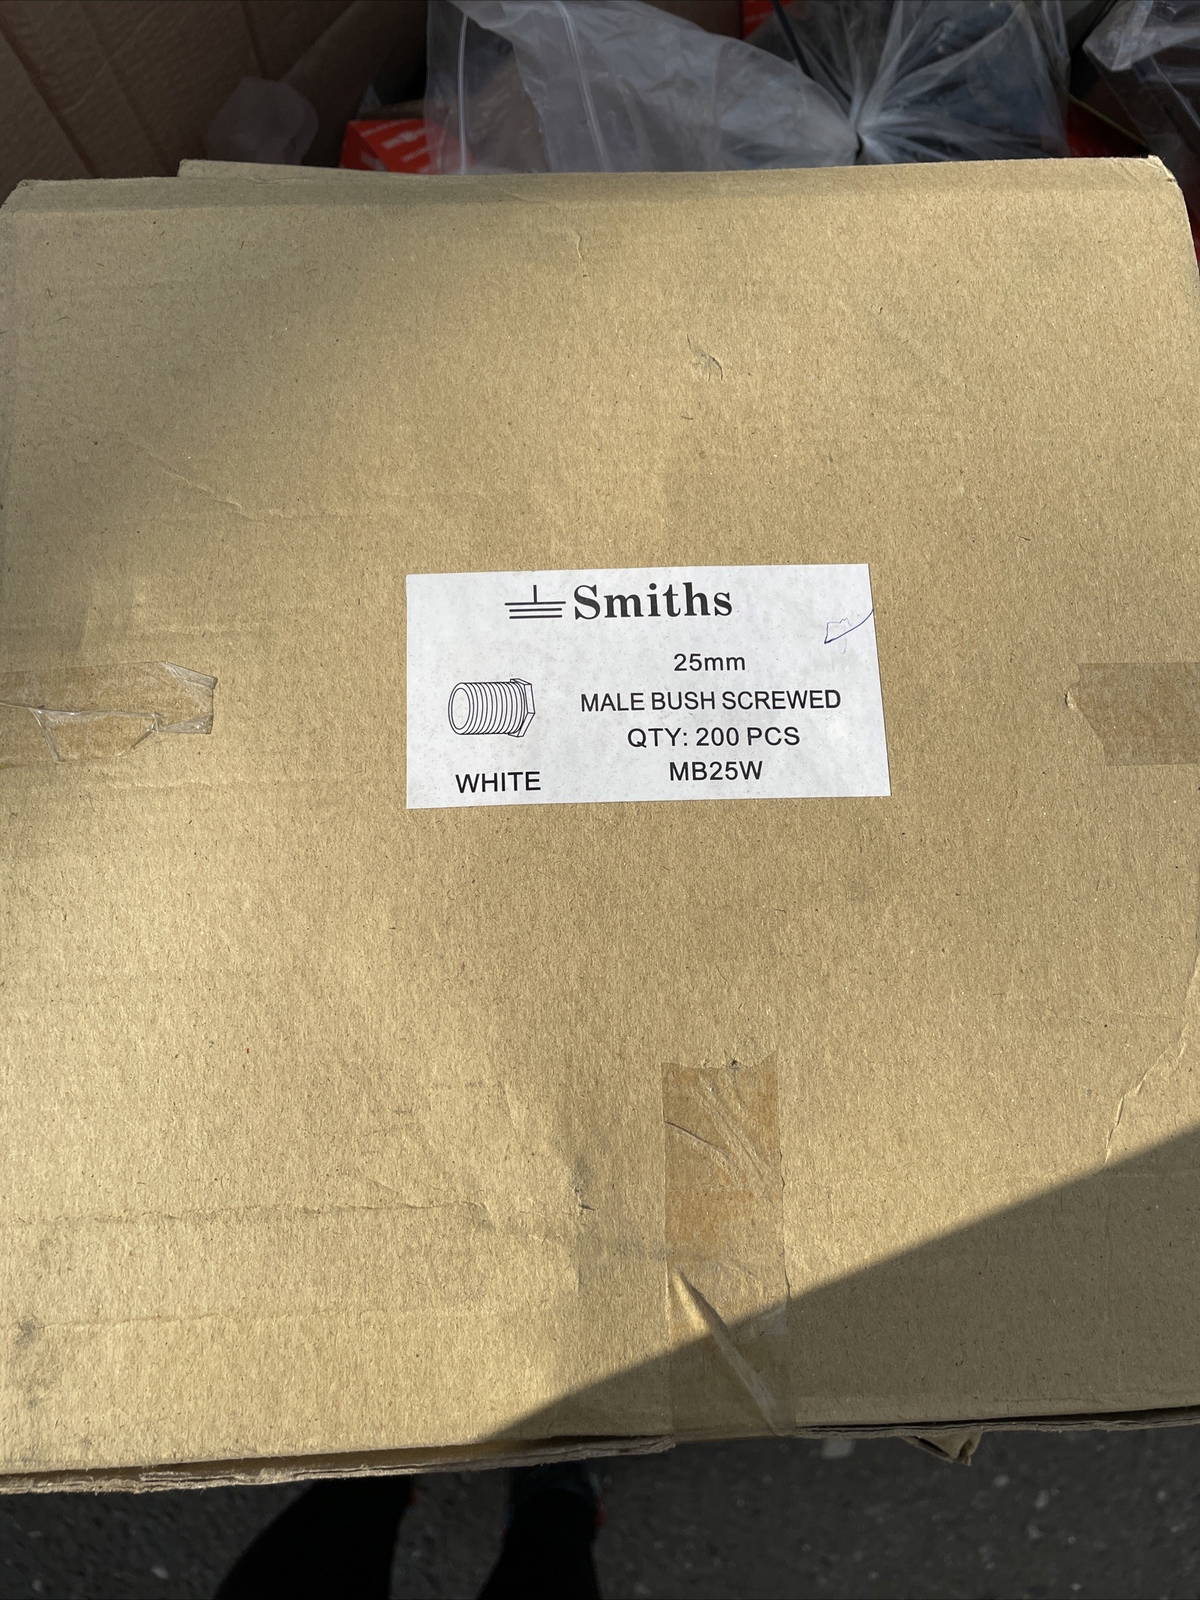 Smiths
25mm
MALE BUSH SCREWED
QTY: 200 PCS
MB25W
WHITE